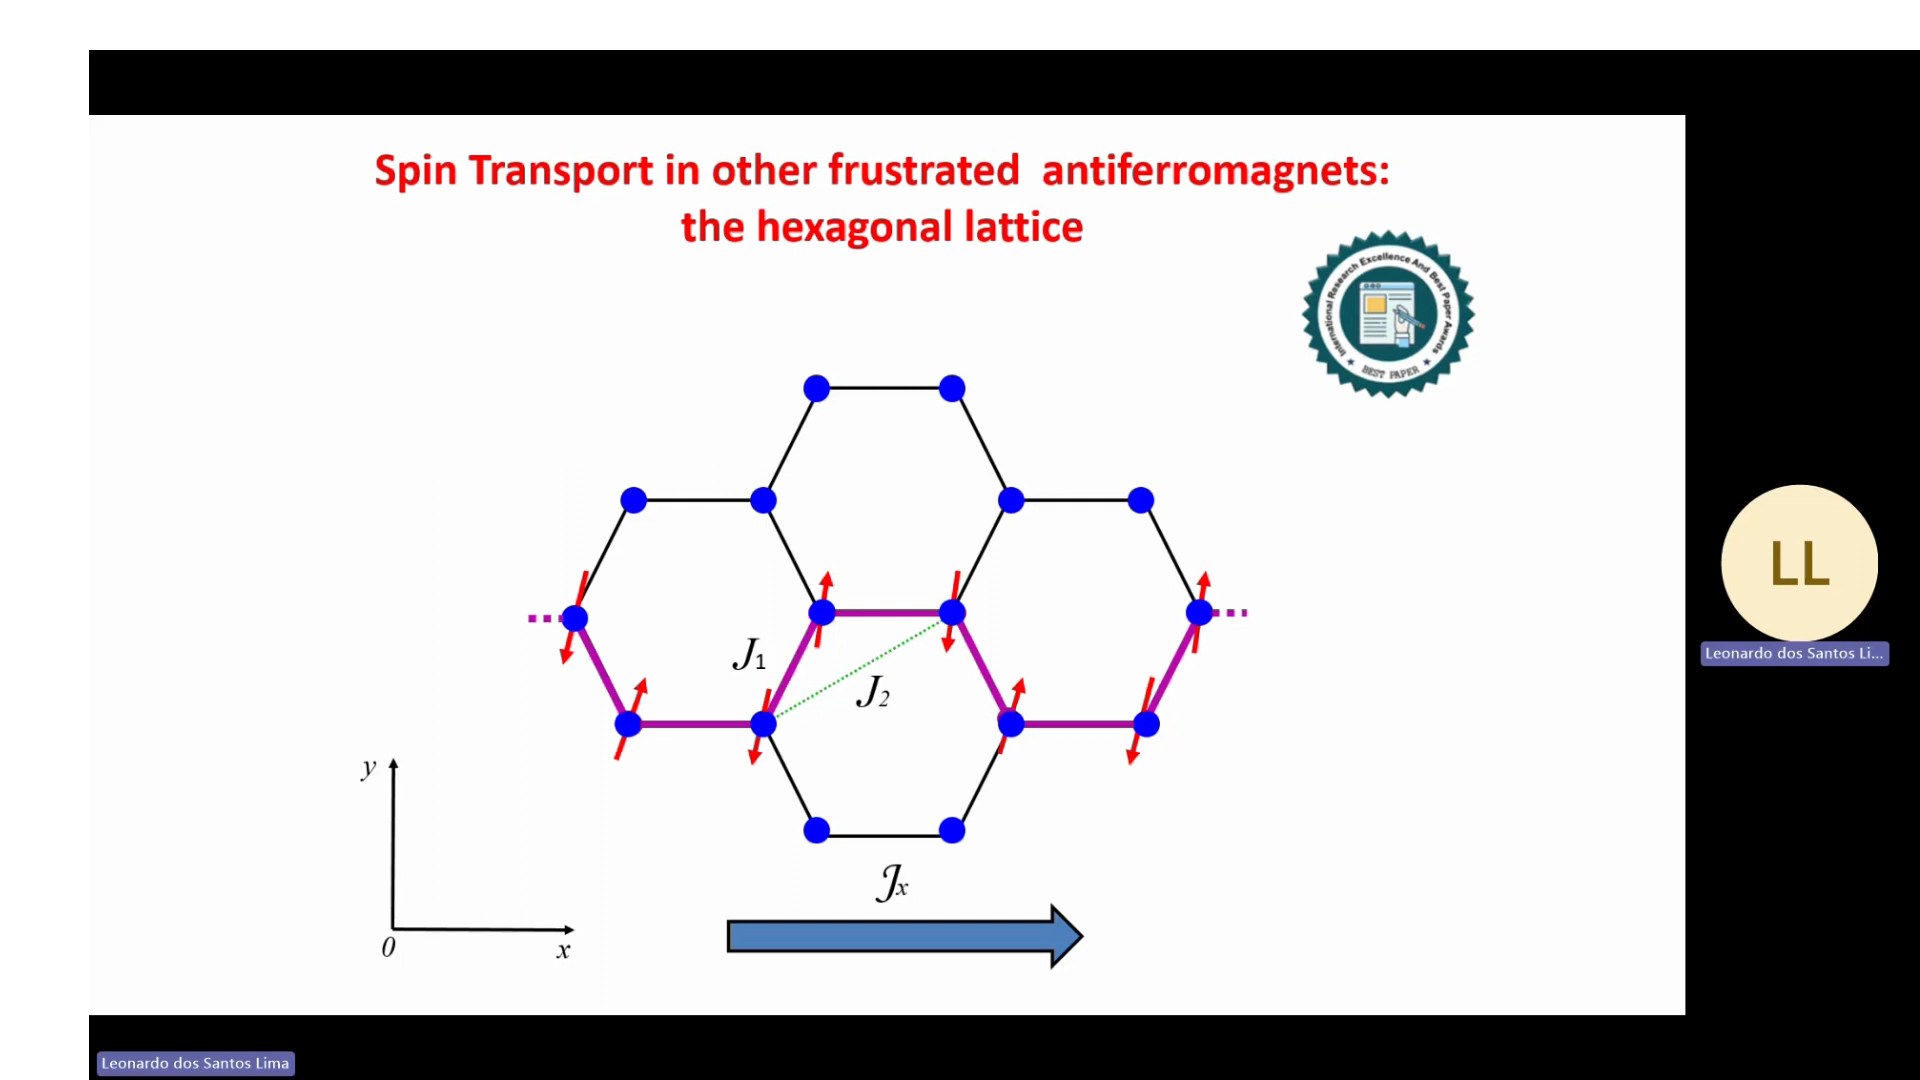 Spin Transport in other frustrated antiferromagnets:
the hexagonal lattice
International Research Excellence And Best Paper Awards
★ BEST PAPER ★
J1
J2
LL
Leonardo dos Santos Li...
y
0
x
𝒥x
Leonardo dos Santos Lima